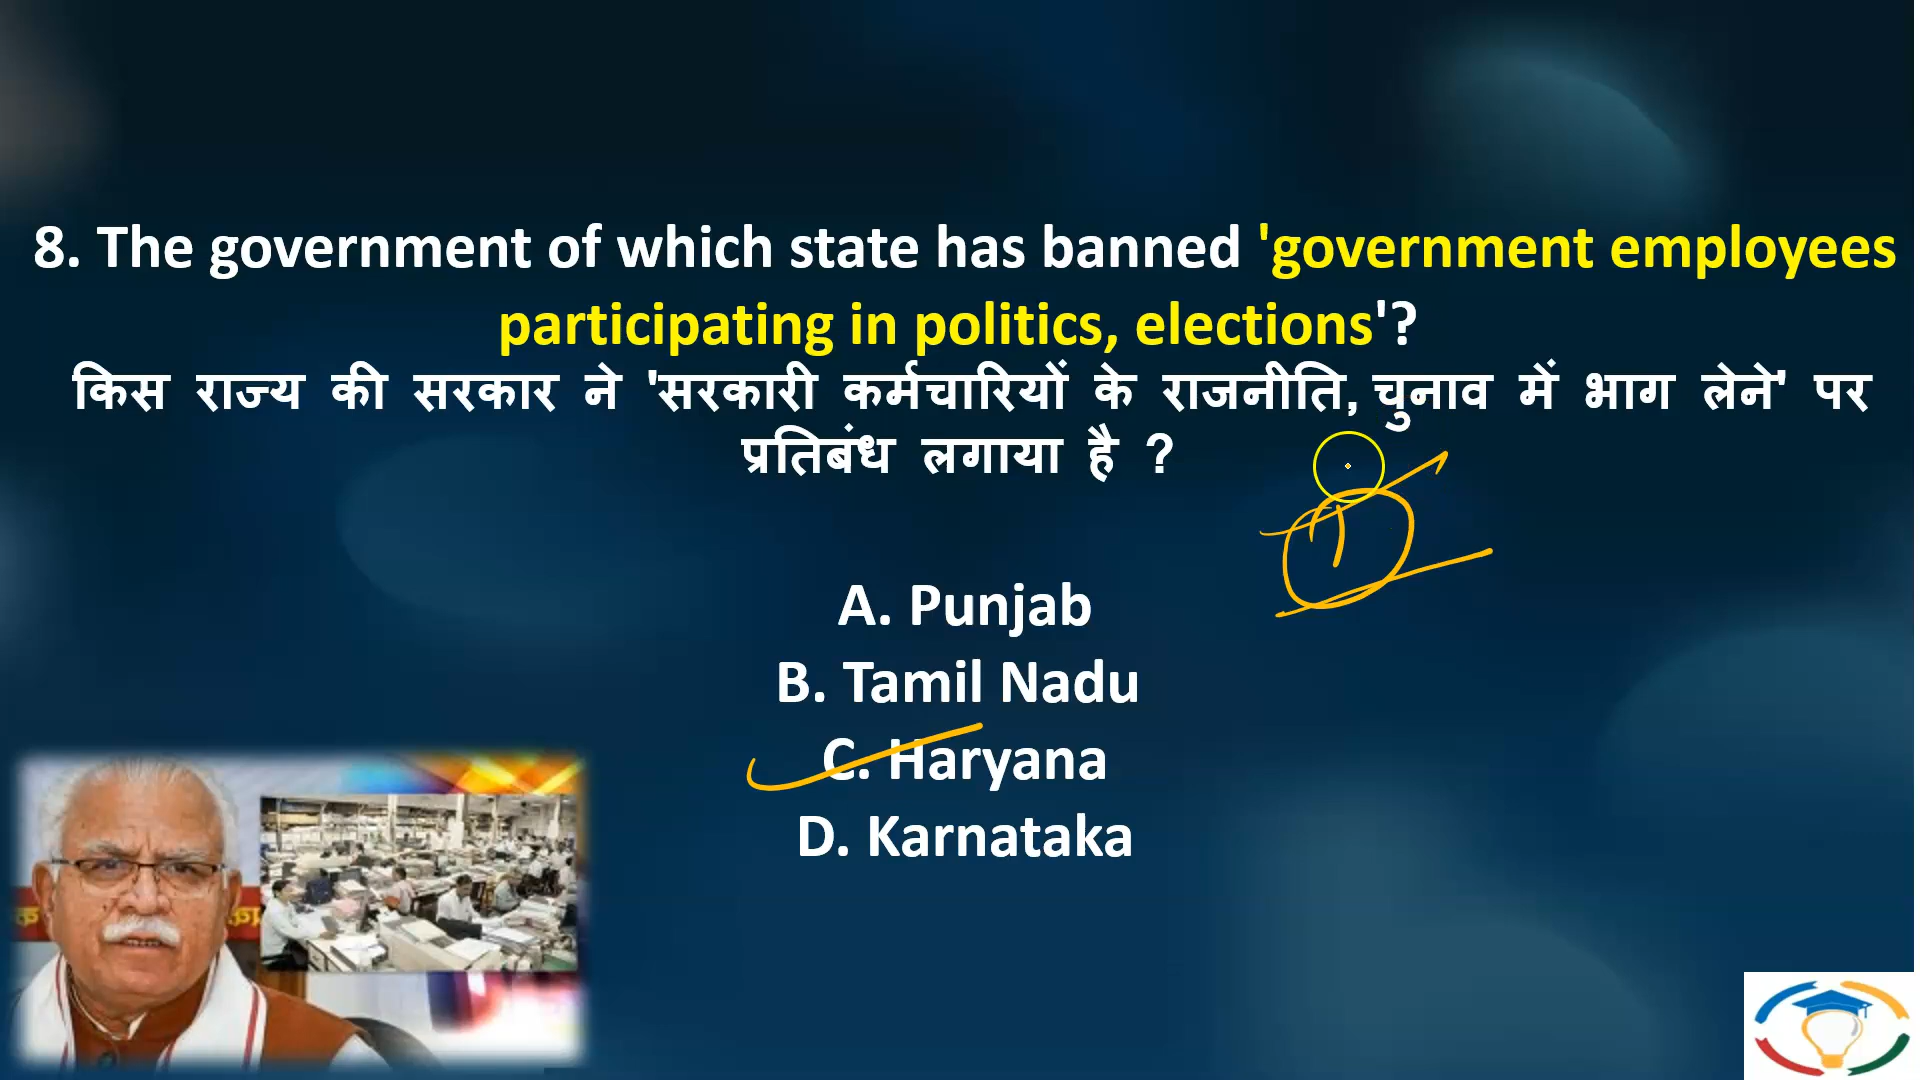 8. The government of which state has banned 'government employees
participating in politics, elections'?
किस राज्य की सरकार ने 'सरकारी कर्मचारियों के राजनीति, चुनाव में भाग लेने' पर
प्रतिबंध लगाया है ?
A. Punjab
B. Tamil Nadu
C. Haryana
D. Karnataka